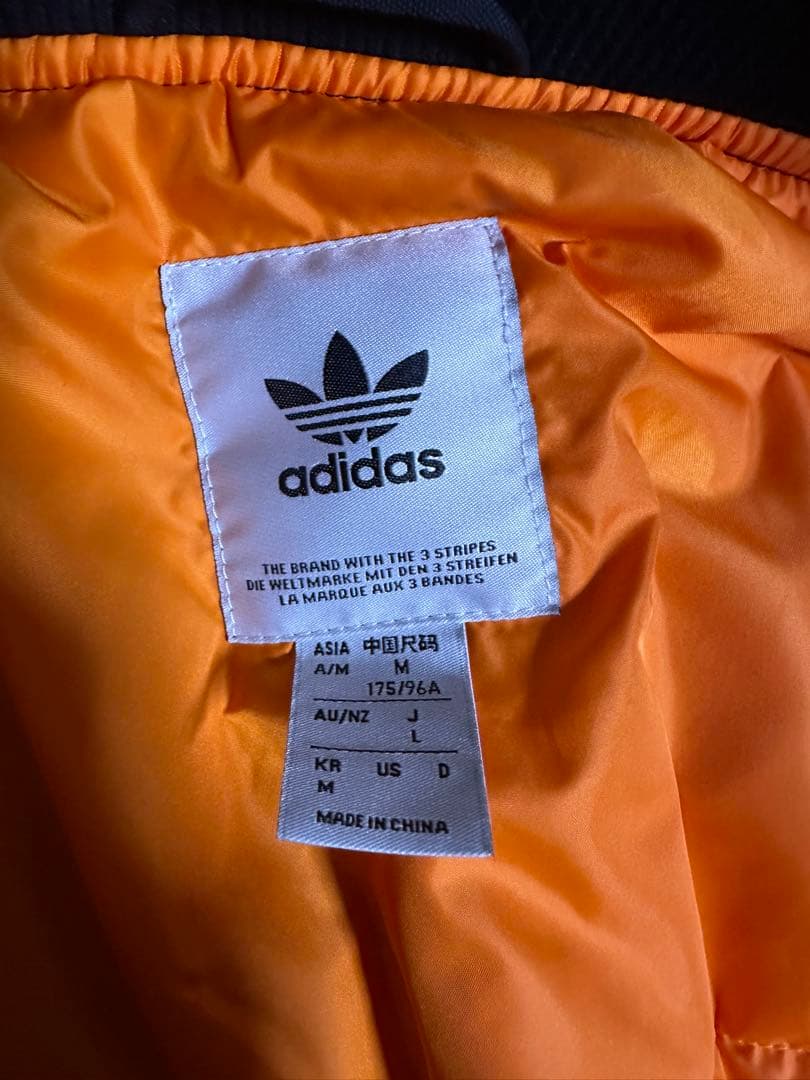 adidas
THE BRAND WITH THE 3 STRIPES
DIE WELTMARKE MIT DEN 3 STREIFEN
LA MARQUE AUX 3 BANDES
ASIA 中国尺码
A/M M
175/96A
AU/NZ J
L
KR US D
M
MADE IN CHINA